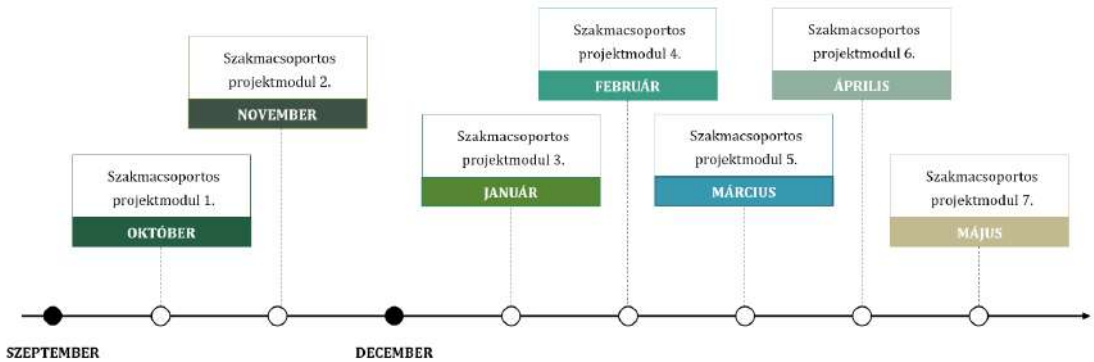 Szakmacsoportos
projektmodul 1.
OKTÓBER
Szakmacsoportos
projektmodul 2.
NOVEMBER
Szakmacsoportos
projektmodul 3.
JANUÁR
Szakmacsoportos
projektmodul 4.
FEBRUÁR
Szakmacsoportos
projektmodul 5.
MÁRCIUS
Szakmacsoportos
projektmodul 6.
ÁPRILIS
Szakmacsoportos
projektmodul 7.
MÁJUS
SZEPTEMBER
DECEMBER